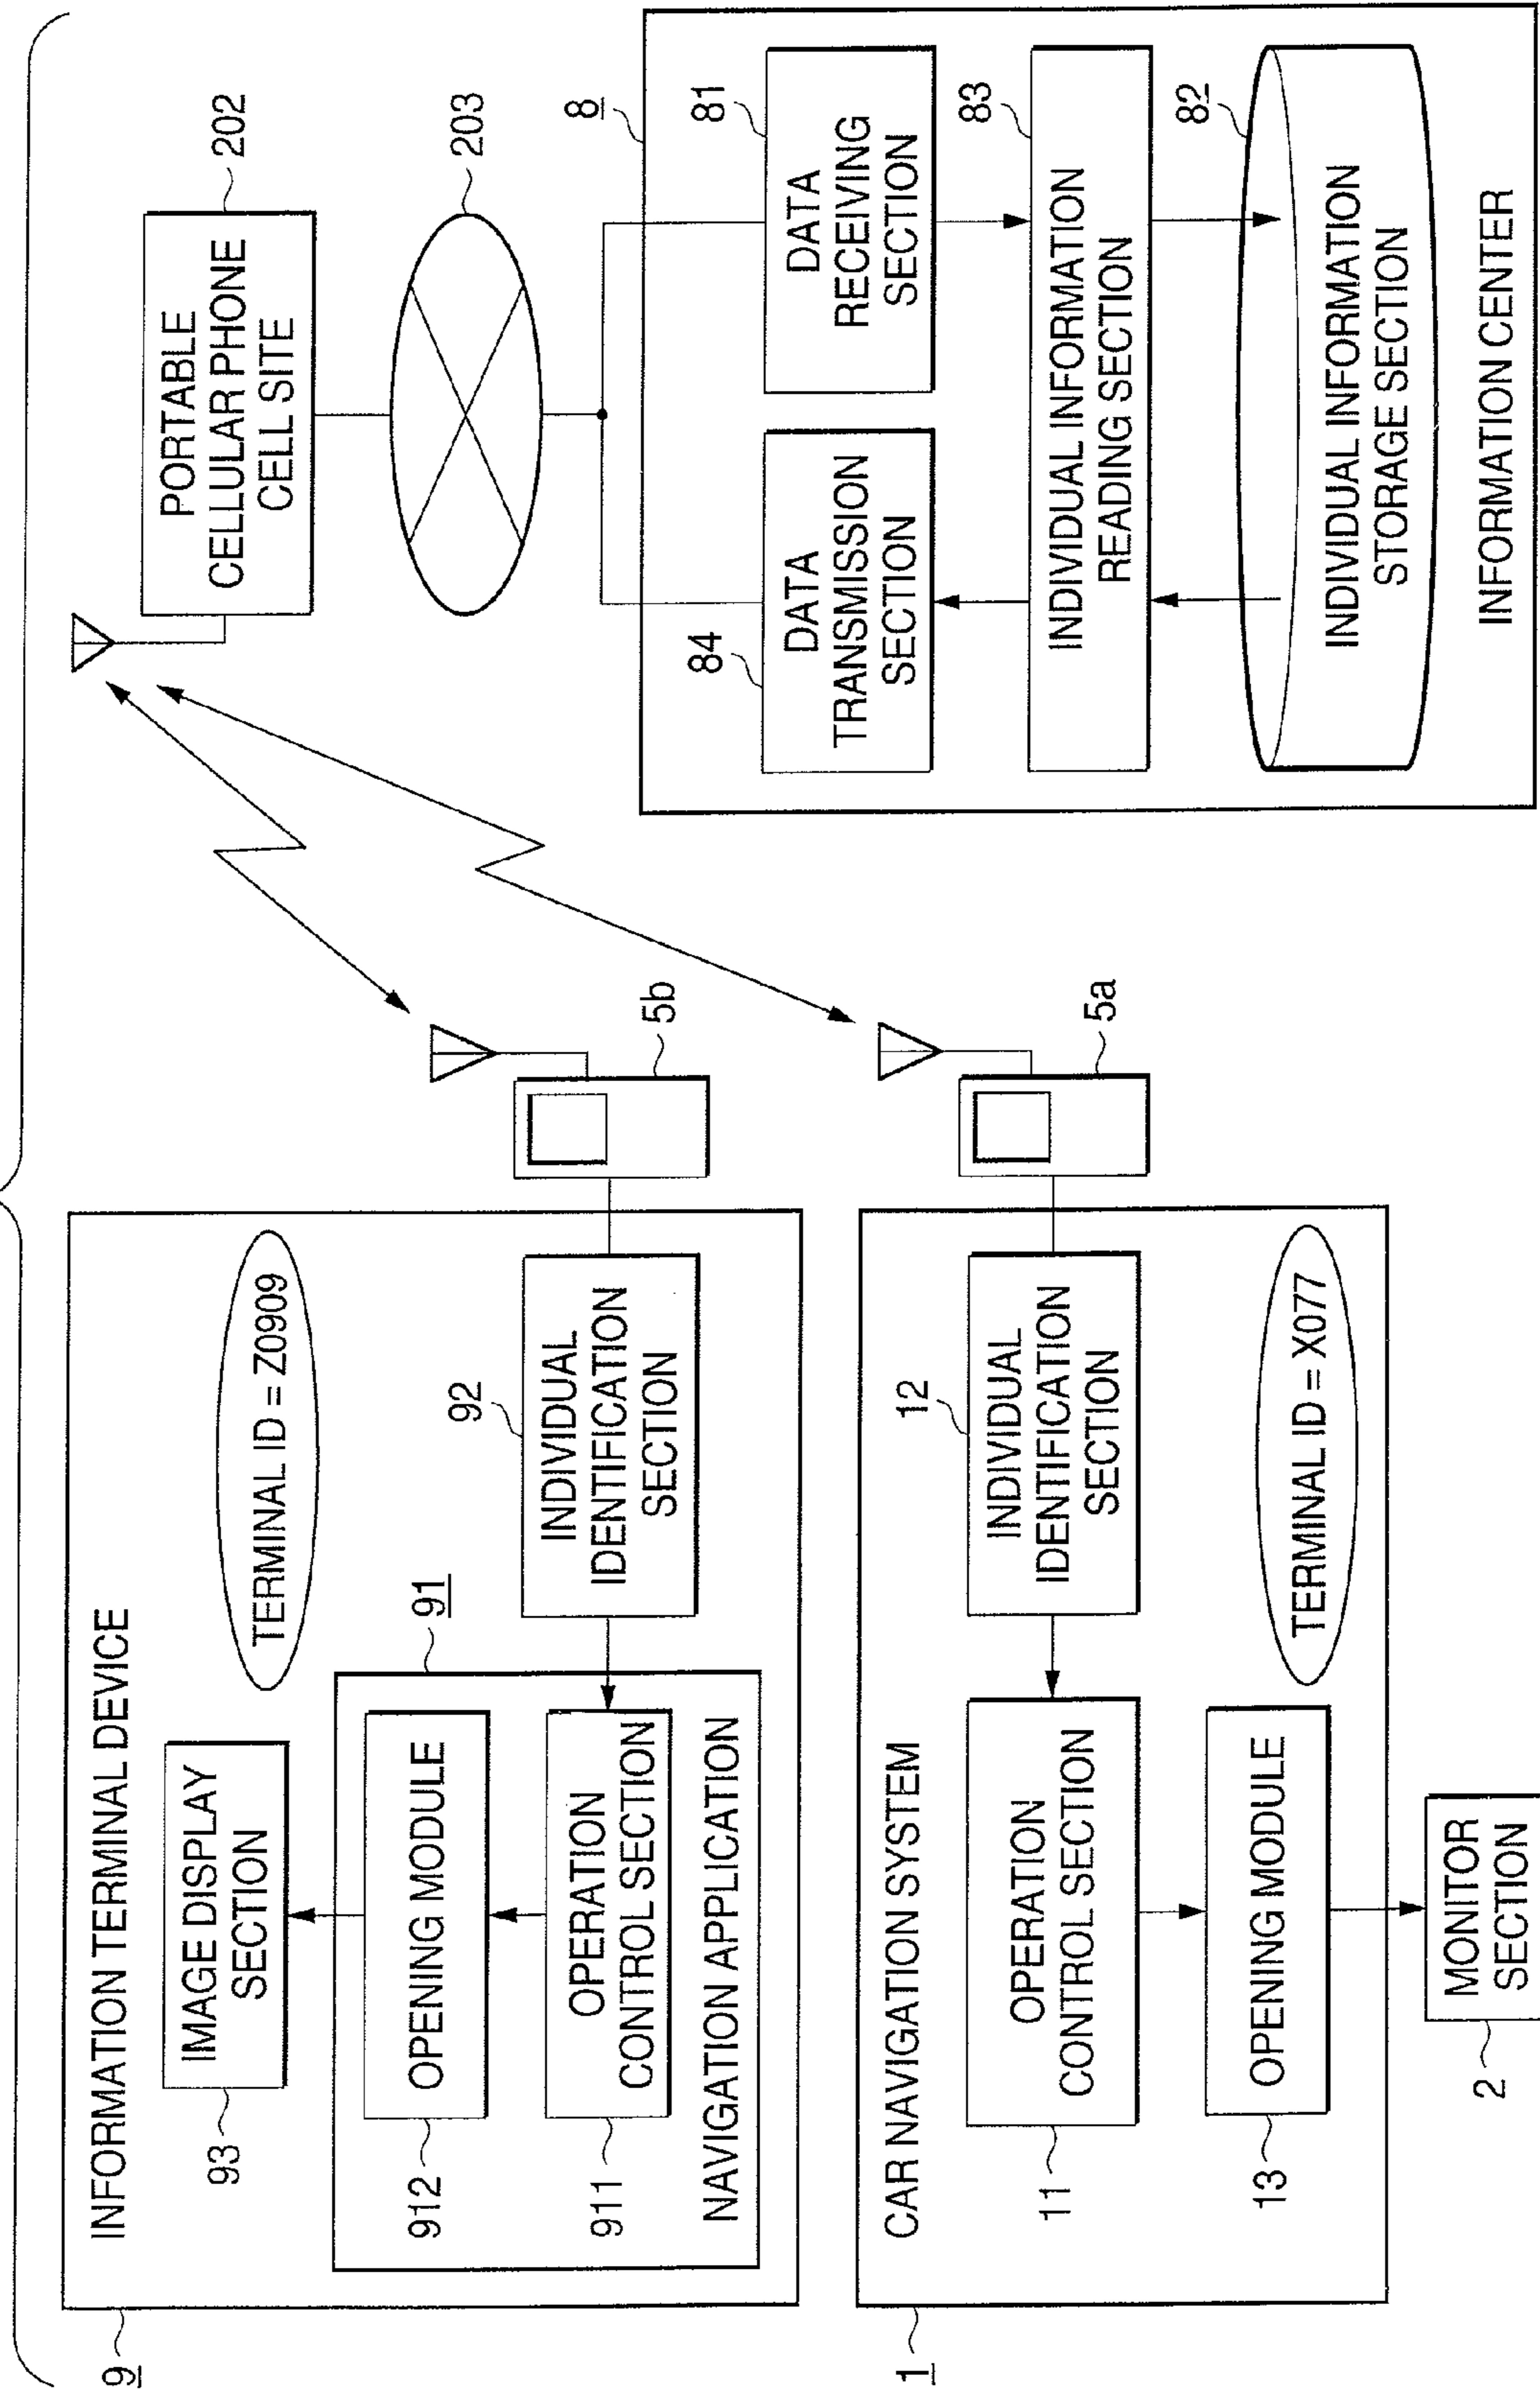 9
INFORMATION TERMINAL DEVICE
93
IMAGE DISPLAY
SECTION
TERMINAL ID = Z0909
912
OPENING MODULE
91
911
OPERATION
CONTROL SECTION
NAVIGATION APPLICATION
92
INDIVIDUAL
IDENTIFICATION
SECTION
5b
1
CAR NAVIGATION SYSTEM
11
OPERATION
CONTROL SECTION
12
INDIVIDUAL
IDENTIFICATION
SECTION
5a
13
OPENING MODULE
TERMINAL ID = X077
2
MONITOR
SECTION
PORTABLE
CELLULAR PHONE
CELL SITE
202
203
8
84
DATA
TRANSMISSION
SECTION
DATA
RECEIVING
SECTION
81
INDIVIDUAL INFORMATION
READING SECTION
83
82
INDIVIDUAL INFORMATION
STORAGE SECTION
INFORMATION CENTER